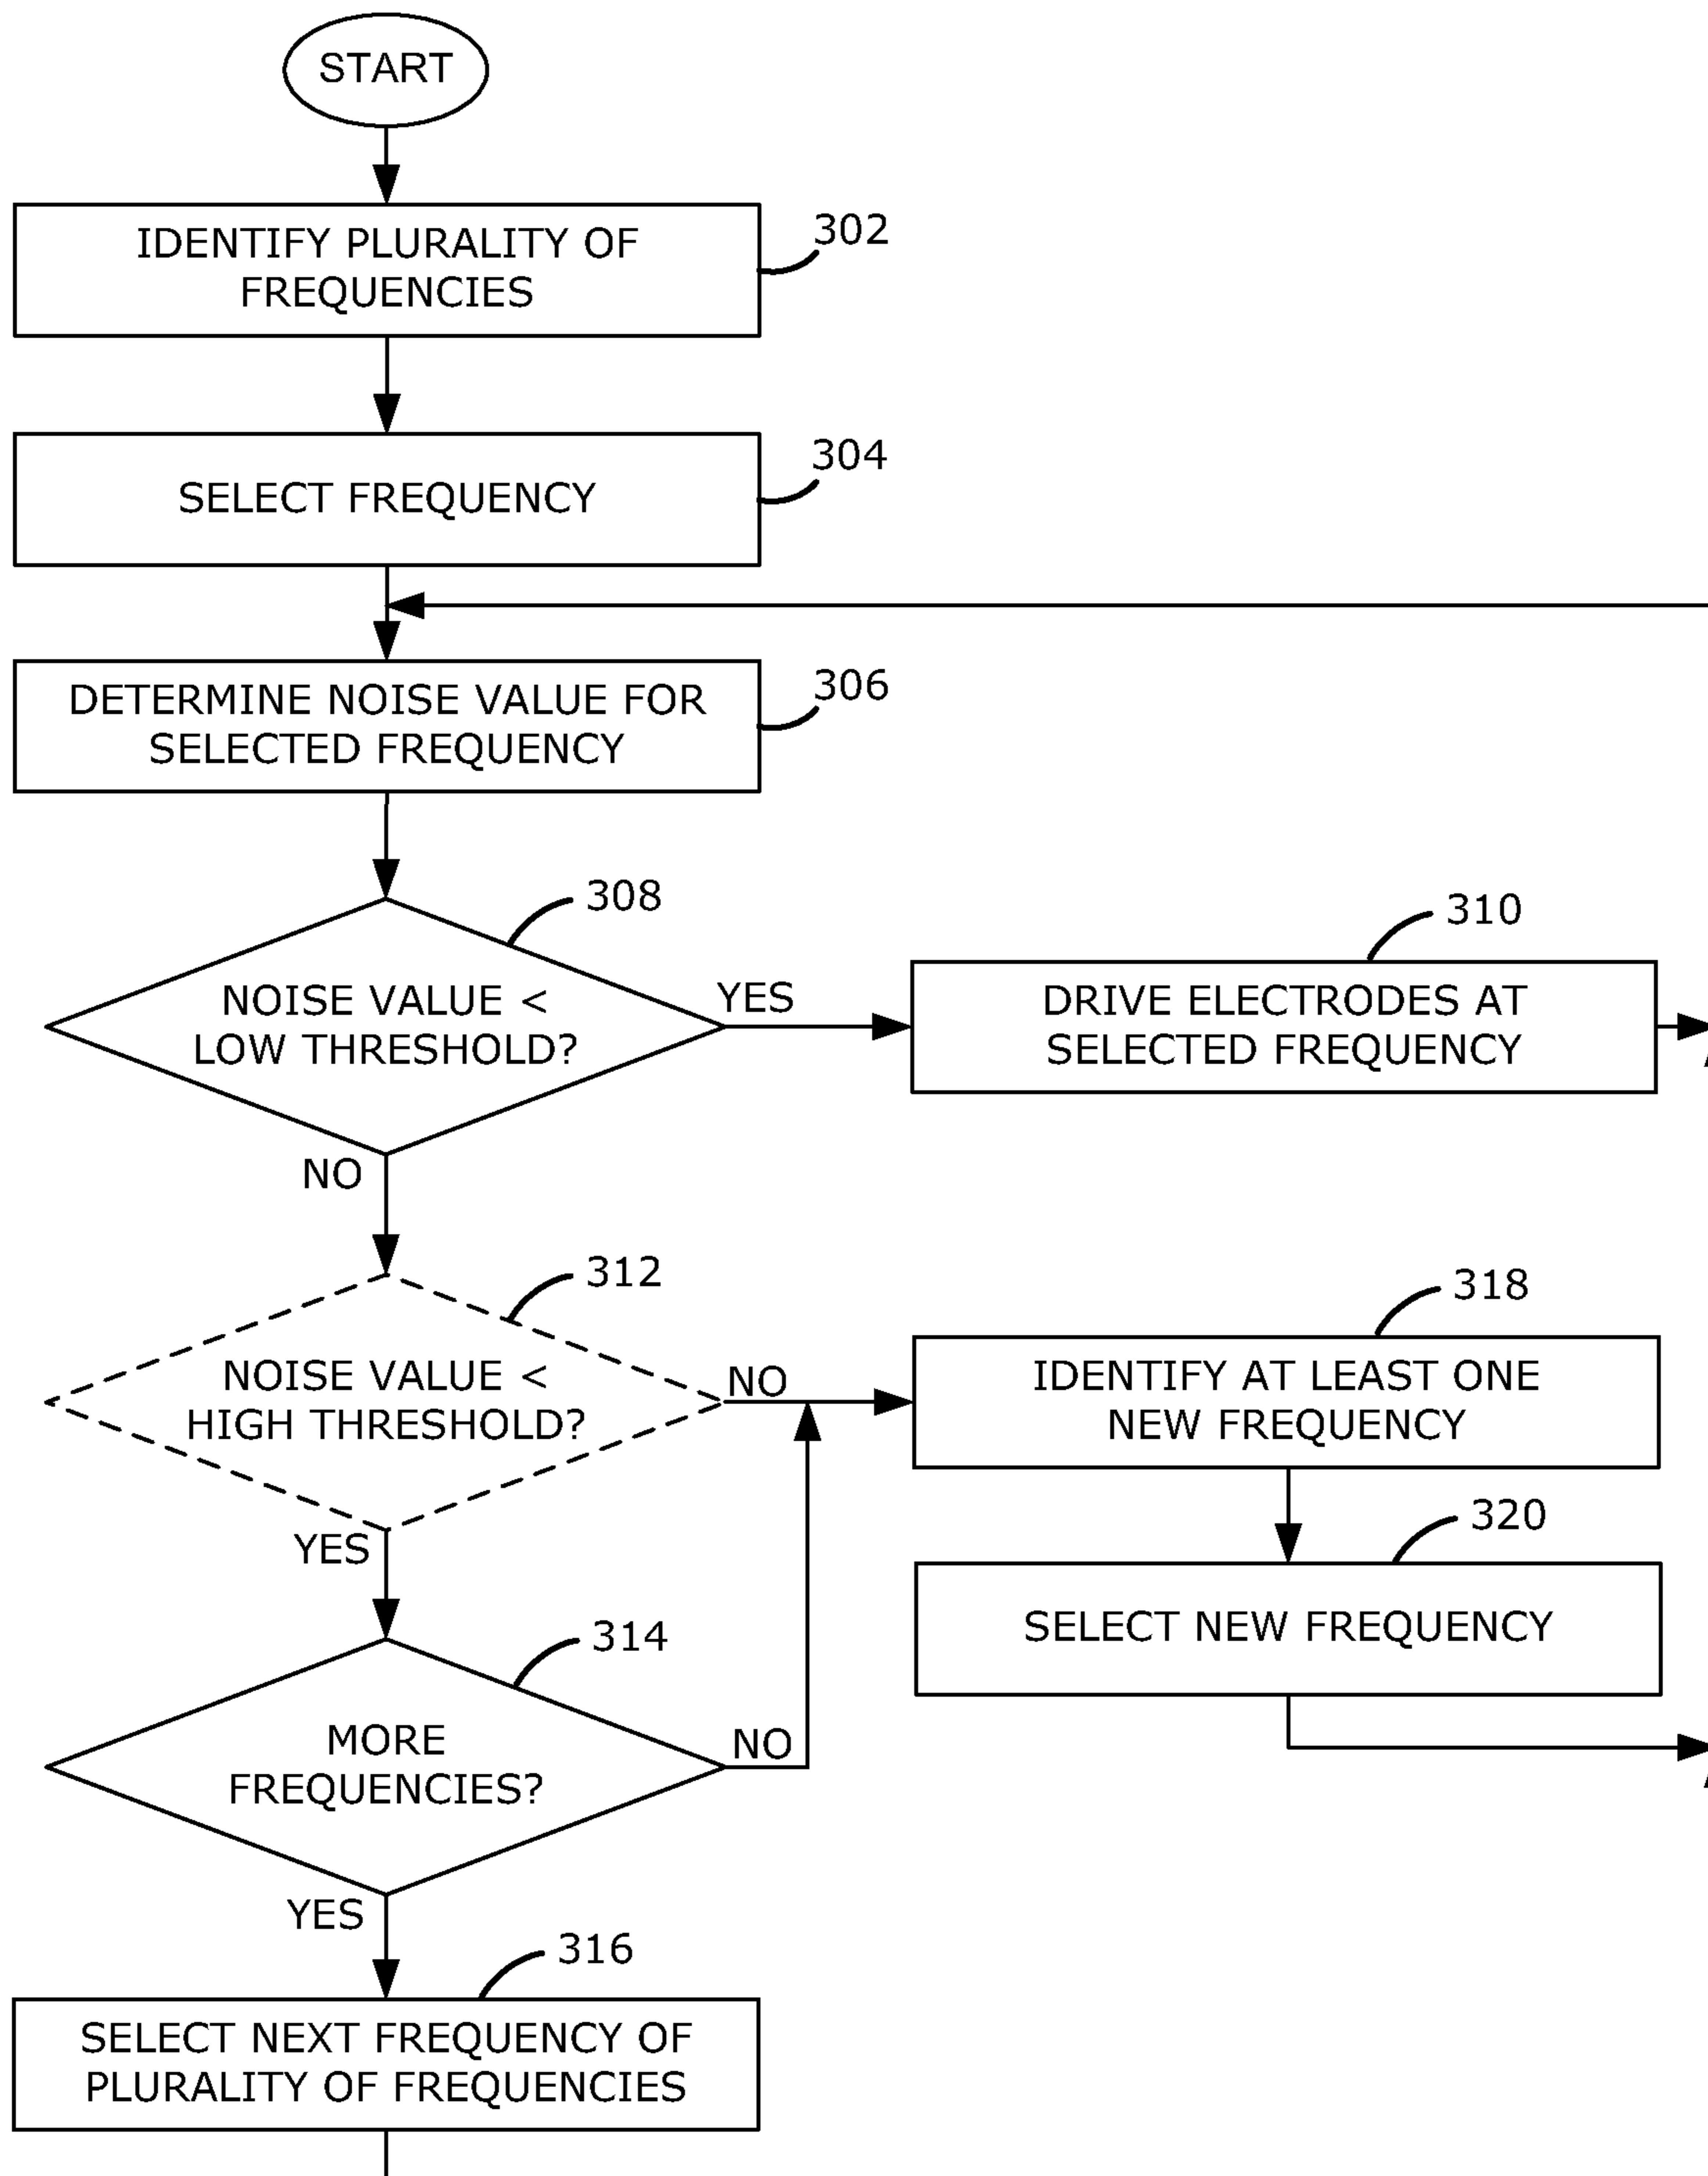 START
IDENTIFY PLURALITY OF
FREQUENCIES
302
SELECT FREQUENCY
304
DETERMINE NOISE VALUE FOR
SELECTED FREQUENCY
306
308
NOISE VALUE <
LOW THRESHOLD?
YES
NO
310
DRIVE ELECTRODES AT
SELECTED FREQUENCY
312
NOISE VALUE <
HIGH THRESHOLD?
NO
YES
318
IDENTIFY AT LEAST ONE
NEW FREQUENCY
320
SELECT NEW FREQUENCY
314
MORE
FREQUENCIES?
NO
YES
316
SELECT NEXT FREQUENCY OF
PLURALITY OF FREQUENCIES